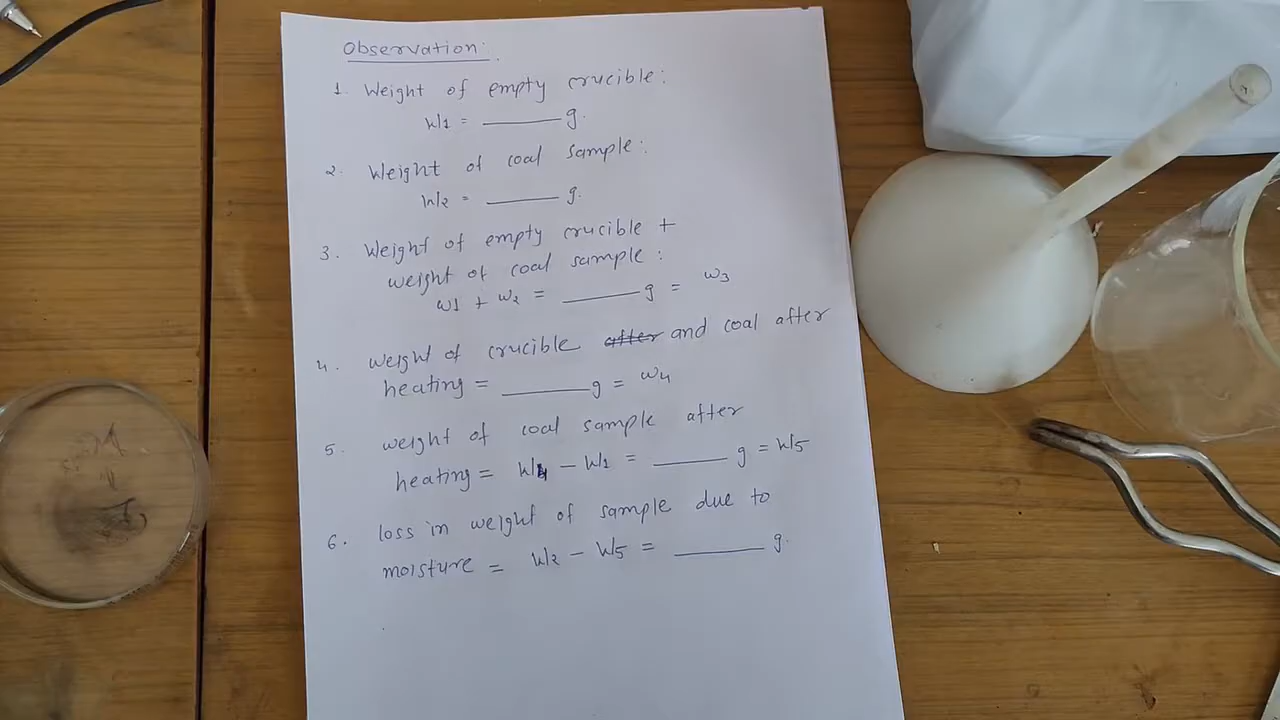 Observation:
1. Weight of empty crucible:
W1 = ______ g.
2. Weight of coal sample:
W2 = ______ g.
3. Weight of empty crucible +
weight of coal sample:
w1 + w2 = ______ g = w3
4. weight of crucible after and coal after
heating = ______ g = w4
5. weight of coal sample after
heating = W4 - W1 = ______ g = W5
6. loss in weight of sample due to
moisture = W2 - W5 = ______ g.